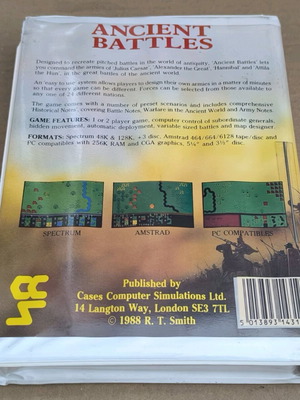 ANCIENT
BATTLES
Designed to recreate pitched battles in the world of antiquity, 'Ancient Battles' lets
you command the armies of 'Julius Caesar', 'Alexander the Great', 'Hannibal' and 'Attila
the Hun', in the great battles of the ancient world.
An 'easy to use' system allows players to design their own armies in a matter of minutes
so that every game can be different. Forces can be selected from those available to
any one of 24 different nations.
The game comes with a number of preset scenarios and includes comprehensive
'Historical Notes', covering Battle Notes, Warfare in the Ancient World and Army Notes.
GAME FEATURES: 1 or 2 player game, computer control of subordinate generals,
hidden movement, automatic deployment, variable sized battles and map designer.
FORMATS: Spectrum 48K & 128K, +3 disc, Amstrad 464/664/6128 tape/disc and
PC compatibles with 256K RAM and CGA graphics, 5¼" and 3½" disc.
SPECTRUM
AMSTRAD
PC COMPATIBLES
Published by
Cases Computer Simulations Ltd.
14 Langton Way, London SE3 7TL
© 1988 R. T. Smith
5 013893 1431